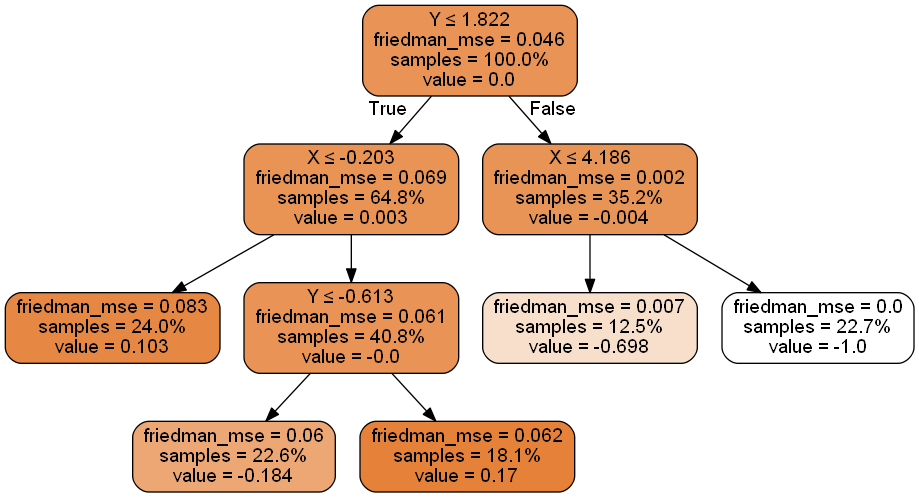 Y ≤ 1.822
friedman_mse = 0.046
samples = 100.0%
value = 0.0
True
False
X ≤ -0.203
friedman_mse = 0.069
samples = 64.8%
value = 0.003
X ≤ 4.186
friedman_mse = 0.002
samples = 35.2%
value = -0.004
friedman_mse = 0.083
samples = 24.0%
value = 0.103
Y ≤ -0.613
friedman_mse = 0.061
samples = 40.8%
value = -0.0
friedman_mse = 0.007
samples = 12.5%
value = -0.698
friedman_mse = 0.0
samples = 22.7%
value = -1.0
friedman_mse = 0.06
samples = 22.6%
value = -0.184
friedman_mse = 0.062
samples = 18.1%
value = 0.17